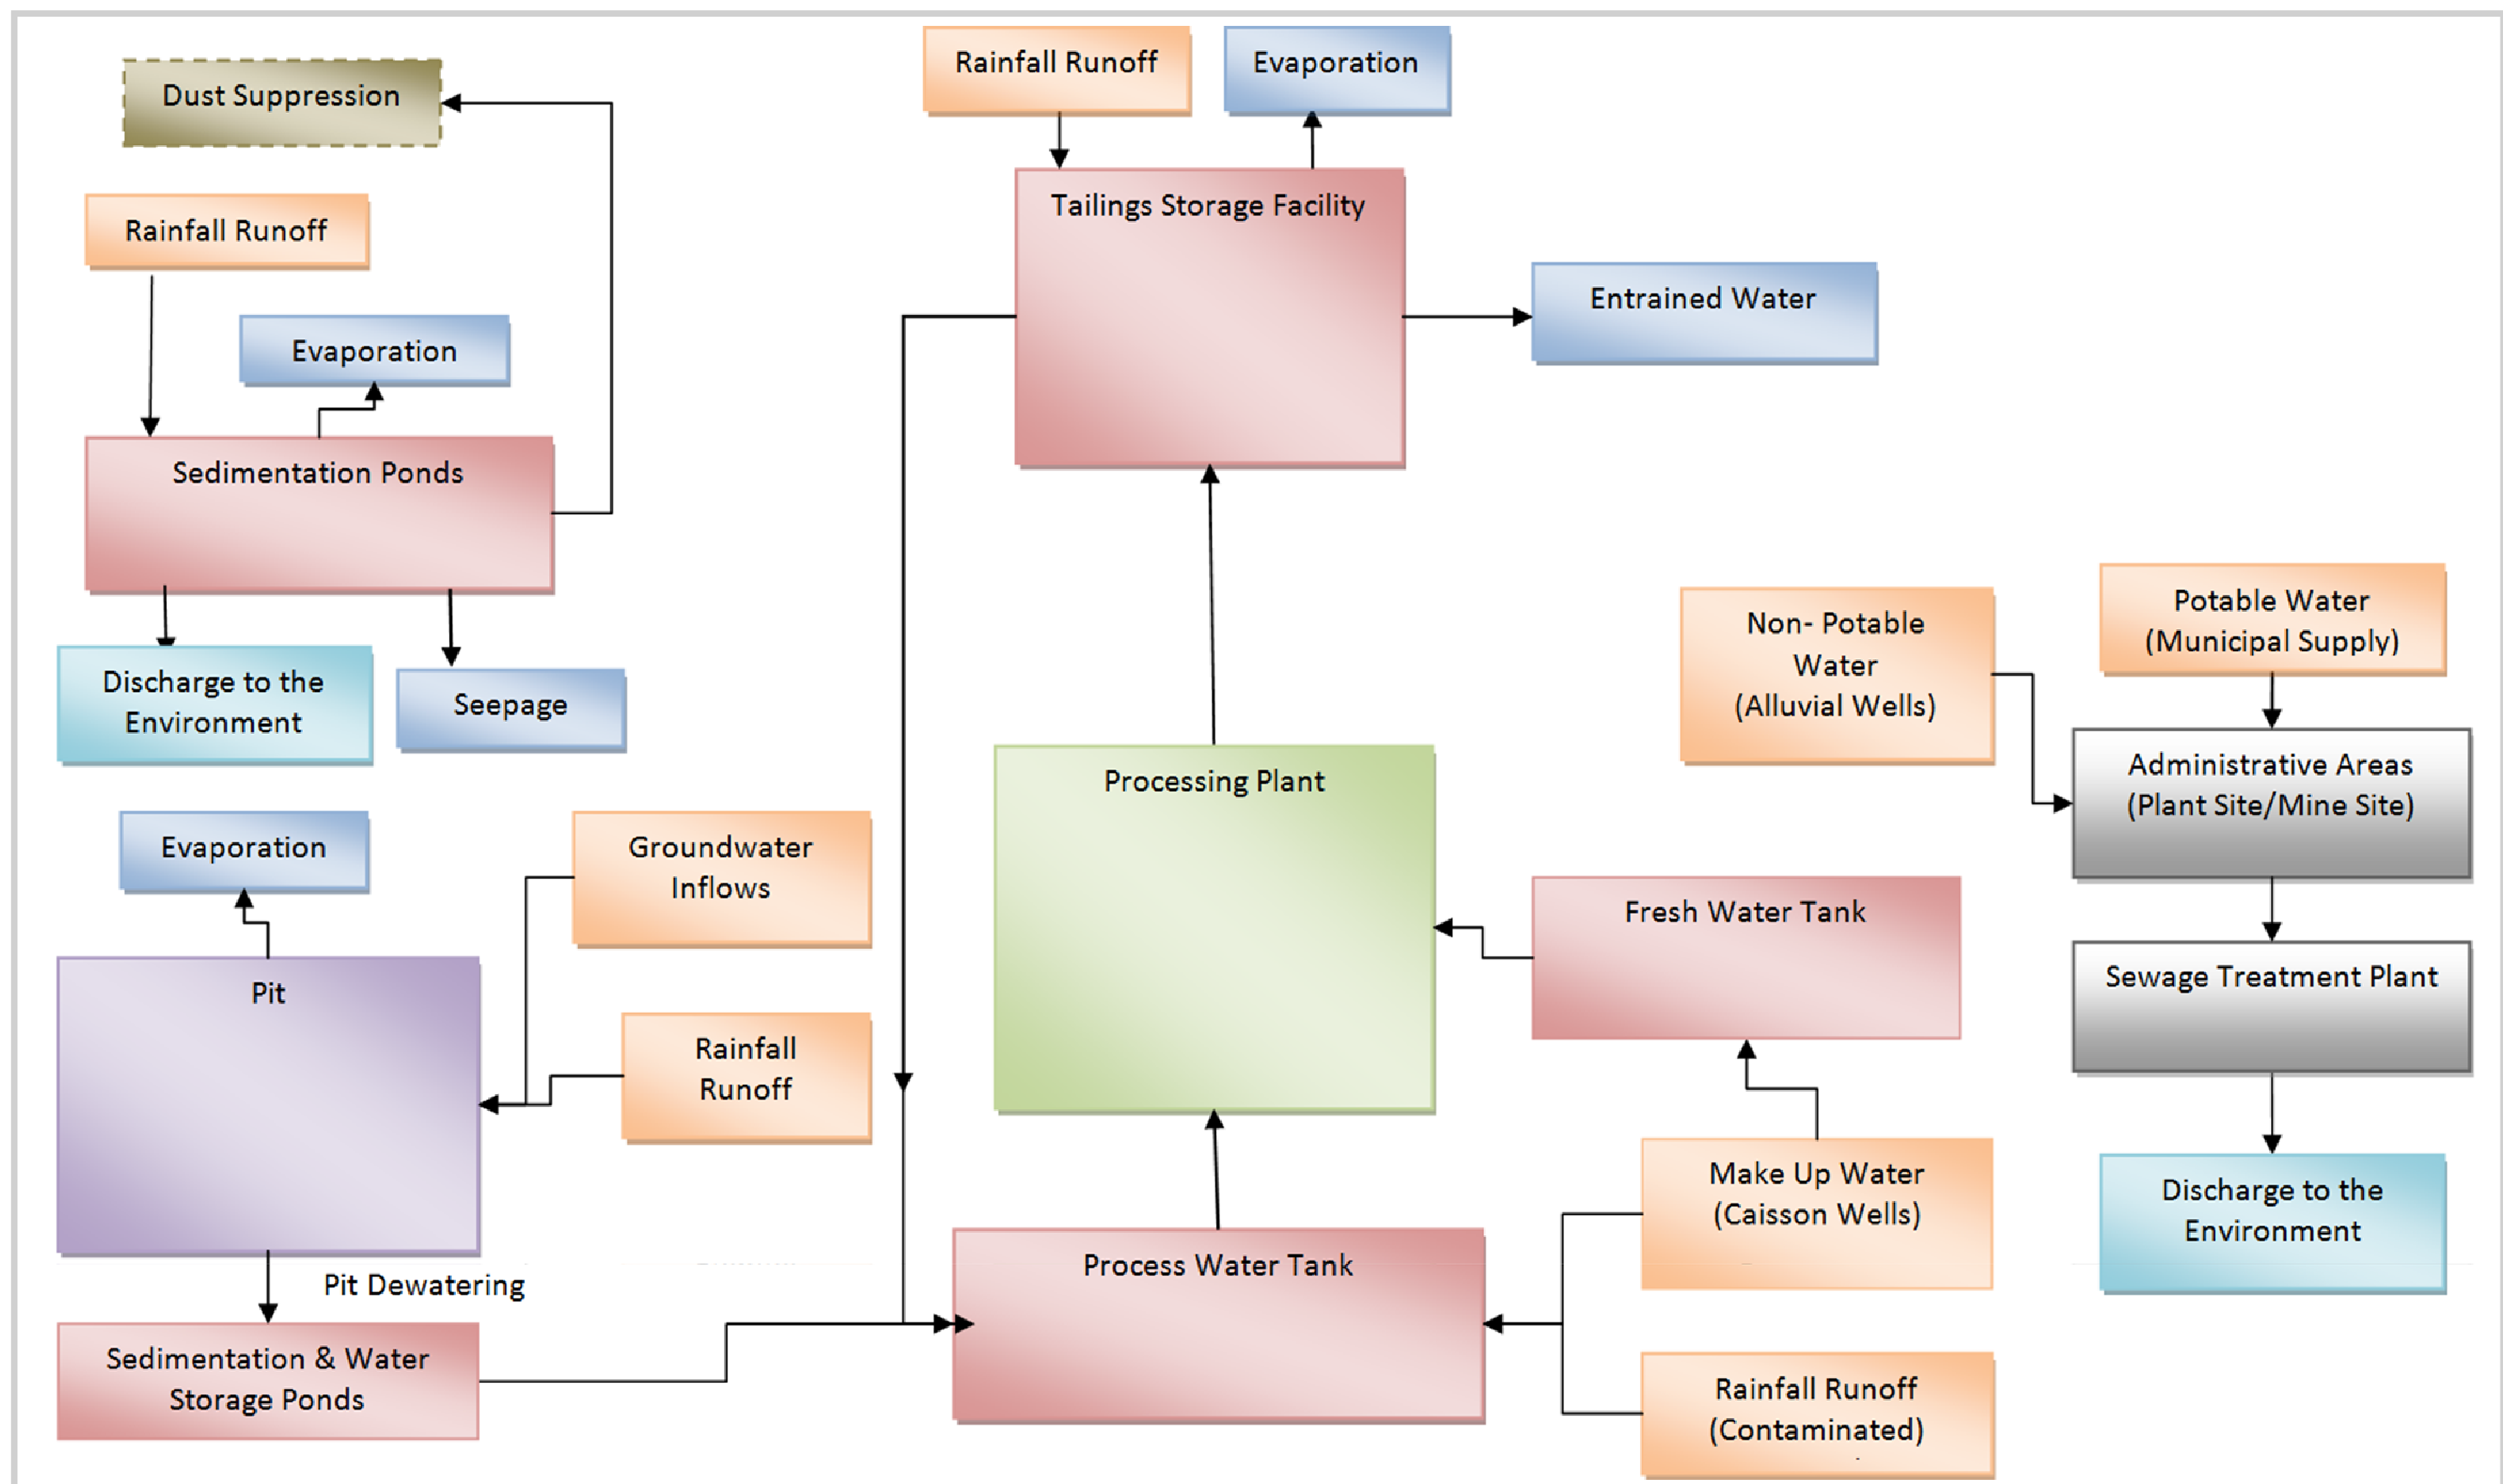 Rainfall Runoff
Evaporation
Dust Suppression
Tailings Storage Facility
Rainfall Runoff
Entrained Water
Evaporation
Sedimentation Ponds
Non- Potable
Water
(Alluvial Wells)
Potable Water
(Municipal Supply)
Discharge to the
Environment
Seepage
Processing Plant
Administrative Areas
(Plant Site/Mine Site)
Evaporation
Groundwater
Inflows
Fresh Water Tank
Pit
Sewage Treatment Plant
Rainfall
Runoff
Make Up Water
(Caisson Wells)
Discharge to the
Environment
Process Water Tank
Pit Dewatering
Sedimentation & Water
Storage Ponds
Rainfall Runoff
(Contaminated)